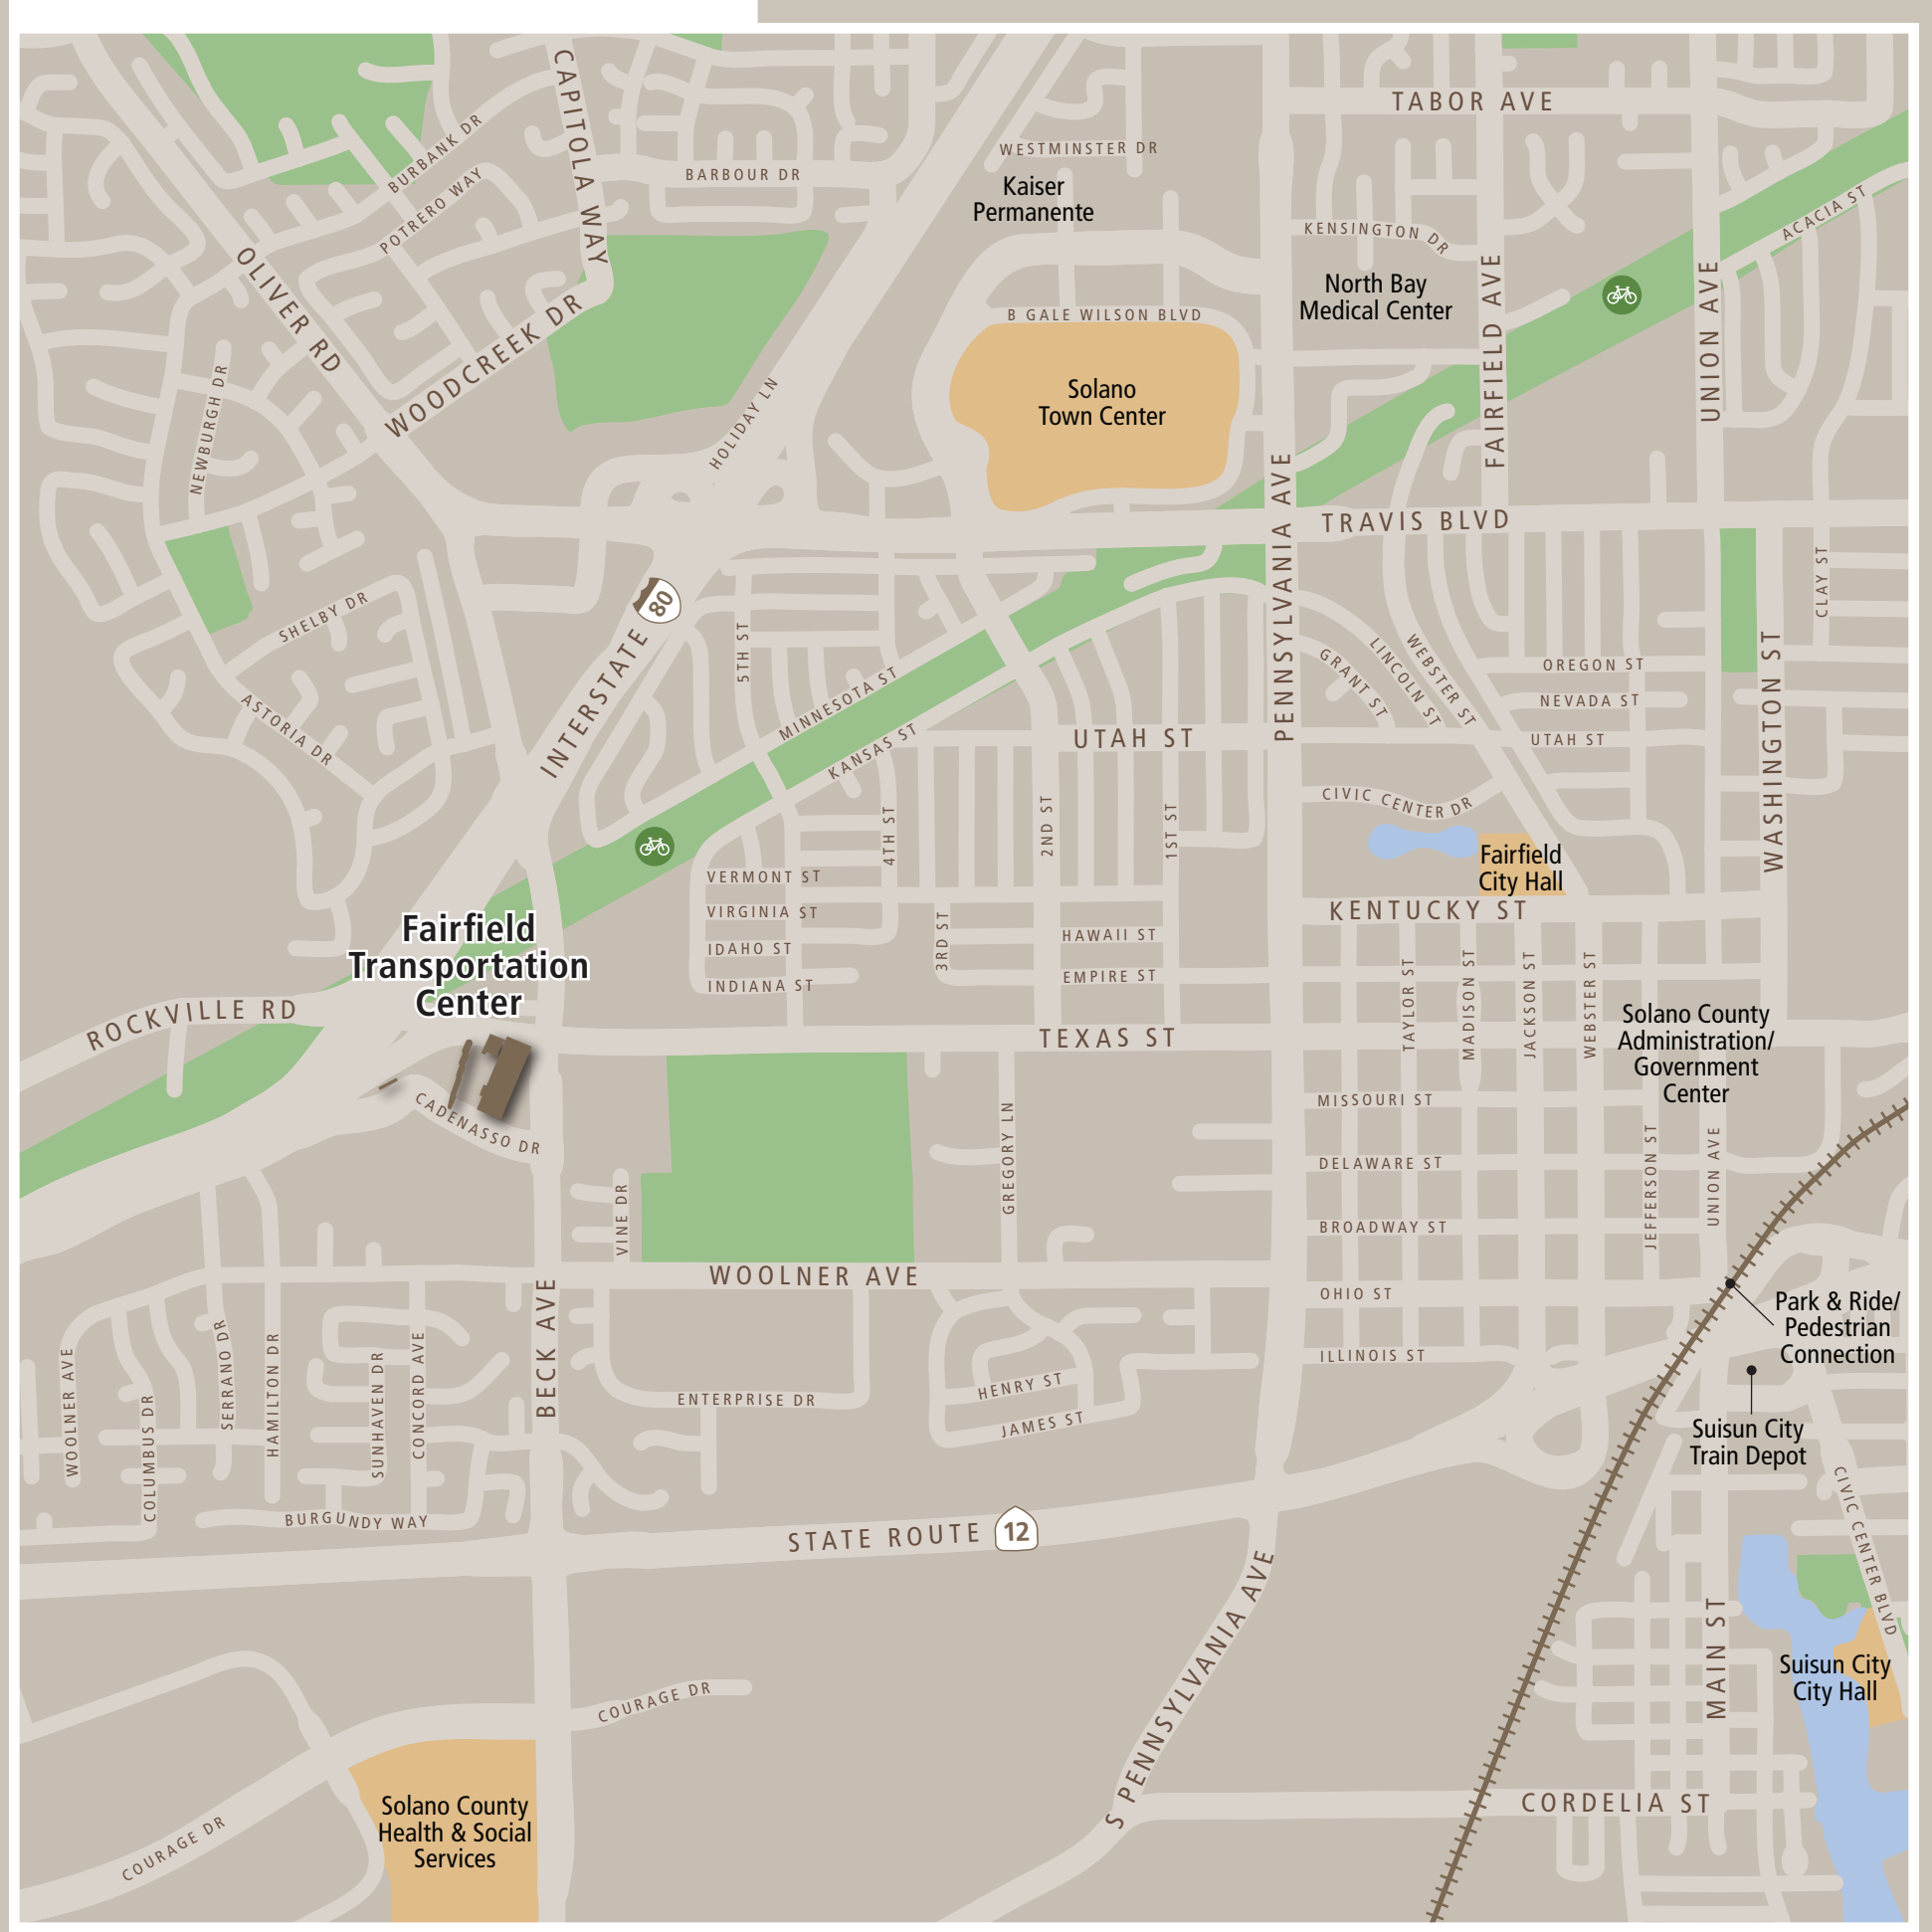 TABOR AVE
CAPITOLA WAY
BURBANK DR
POTRERO WAY
BARBOUR DR
WESTMINSTER DR
Kaiser
Permanente
ACACIA ST
KENSINGTON DR
OLIVER RD
WOODCREEK DR
North Bay
Medical Center
FAIRFIELD AVE
UNION AVE
B GALE WILSON BLVD
Solano
Town Center
NEWBURGH DR
HOLIDAY LN
PENNSYLVANIA AVE
TRAVIS BLVD
CLAY ST
80
INTERSTATE
SHELBY DR
5TH ST
MINNESOTA ST
KANSAS ST
GRANT ST
LINCOLN ST
WEBSTER ST
OREGON ST
NEVADA ST
UTAH ST
UTAH ST
WASHINGTON ST
ASTORIA DR
CIVIC CENTER DR
4TH ST
2ND ST
1ST ST
Fairfield
City Hall
VERMONT ST
VIRGINIA ST
IDAHO ST
INDIANA ST
3RD ST
HAWAII ST
EMPIRE ST
KENTUCKY ST
Fairfield
Transportation
Center
ROCKVILLE RD
TEXAS ST
TAYLOR ST
MADISON ST
JACKSON ST
WEBSTER ST
Solano County
Administration/
Government
Center
CADENASSO DR
MISSOURI ST
GREGORY LN
DELAWARE ST
JEFFERSON ST
UNION AVE
VINE DR
BROADWAY ST
WOOLNER AVE
OHIO ST
Park & Ride/
Pedestrian
Connection
BECK AVE
WOOLNER AVE
COLUMBUS DR
SERRANO DR
HAMILTON DR
SUNHAVEN DR
CONCORD AVE
ILLINOIS ST
HENRY ST
JAMES ST
ENTERPRISE DR
Suisun City
Train Depot
BURGUNDY WAY
STATE ROUTE
12
CIVIC CENTER BLVD
S PENNSYLVANIA AVE
MAIN ST
Suisun City
City Hall
COURAGE DR
CORDELIA ST
Solano County
Health & Social
Services
COURAGE DR